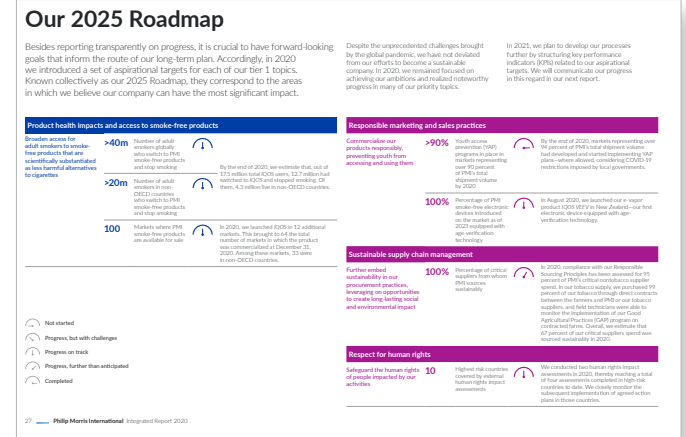 Our 2025 Roadmap
Besides reporting transparently on progress, it is crucial to have forward-looking
goals that inform the route of our long-term plan. Accordingly, in 2020
we introduced a set of aspirational targets for each of our tier 1 topics.
Known collectively as our 2025 Roadmap, they correspond to the areas
in which we believe our company can have the most significant impact.
Despite the unprecedented challenges brought
by the global pandemic, we have not deviated
from our efforts to become a sustainable
company. In 2020, we remained focused on
achieving our ambitions and realized noteworthy
progress in many of our priority topics.
In 2021, we plan to develop our processes
further by structuring key performance
indicators (KPIs) related to our aspirational
targets. We will communicate our progress
in this regard in our next report.
Product health impacts and access to smoke-free products
Broaden access for
adult smokers to smoke-
free products that are
scientifically substantiated
as less harmful alternatives
to cigarettes
>40m
Number of adult
smokers globally
who switch to PMI
smoke-free products
and stop smoking
>20m
Number of adult
smokers in non-
OECD countries
who switch to PMI
smoke-free products
and stop smoking
By the end of 2020, we estimate that, out of
17.5 million total IQOS users, 12.7 million had
switched to IQOS and stopped smoking. Of
them, 4.3 million live in non-OECD countries.
100
Markets where PMI
smoke-free products
are available for sale
In 2020, we launched IQOS in 12 additional
markets. This brought to 64 the total
number of markets in which the product
was commercialized at December 31,
2020. Among these markets, 33 were
in non-OECD countries.
Not started
Progress, but with challenges
Progress on track
Progress, further than anticipated
Completed
Responsible marketing and sales practices
Commercialize our
products responsibly,
preventing youth from
accessing and using them
>90%
Youth access
prevention (YAP)
programs in place in
markets representing
over 90 percent
of PMI's total
shipment volume
by 2020
By the end of 2020, markets representing over
94 percent of PMI's total shipment volume
had developed and started implementing YAP
plans—where allowed, considering COVID-19
restrictions imposed by local governments.
100%
Percentage of PMI
smoke-free electronic
devices introduced
on the market as of
2023 equipped with
age-verification
technology
In August 2020, we launched our e-vapor
product IQOS VEEV in New Zealand—our first
electronic device equipped with age-
verification technology.
Sustainable supply chain management
Further embed
sustainability in our
procurement practices,
leveraging on opportunities
to create long-lasting social
and environmental impact
100%
Percentage of critical
suppliers from whom
PMI sources
sustainably
In 2020, compliance with our Responsible
Sourcing Principles has been assessed for 95
percent of PMI's critical nontobacco supplier
spend. In our tobacco supply, we purchased 99
percent of our tobacco through direct contracts
between the farmers and PMI or our tobacco
suppliers, and field technicians were able to
monitor the implementation of our Good
Agricultural Practices (GAP) program on
contracted farms. Overall, we estimate that
67 percent of our critical suppliers spend was
sourced sustainably in 2020.
Respect for human rights
Safeguard the human rights
of people impacted by our
activities
10
Highest risk countries
covered by external
human rights impact
assessments
We conducted two human rights impact
assessments in 2020, thereby reaching a total
of four assessments completed in high-risk
countries to date. We closely monitor the
subsequent implementation of agreed action
plans in those countries.
27 Philip Morris International Integrated Report 2020